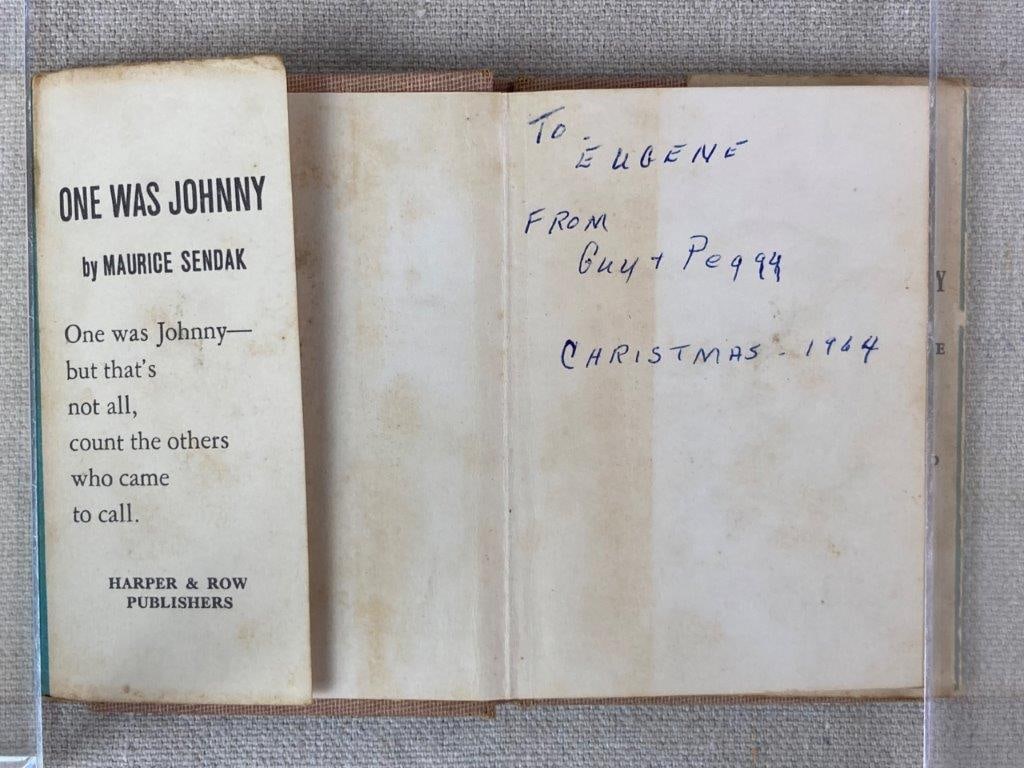 ONE WAS JOHNNY
by MAURICE SENDAK
One was Johnny—
but that's
not all,
count the others
who came
to call.
HARPER & ROW
PUBLISHERS
TO
EUGENE
FROM
Guy + Peggy
CHRISTMAS - 1964
Y
E